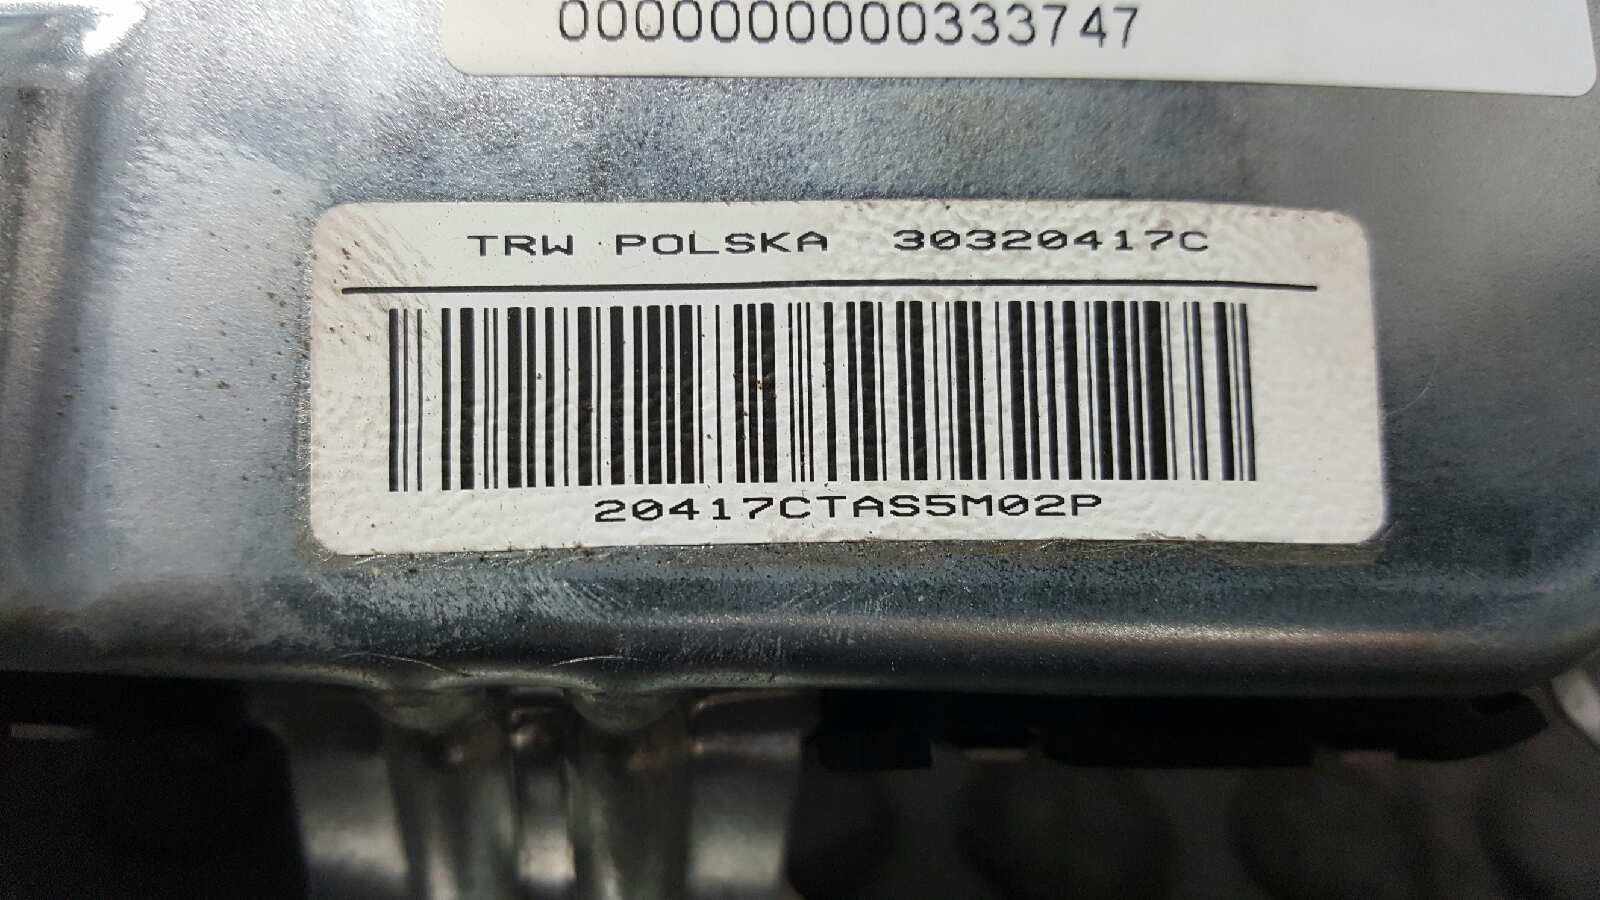 0000000000333747
TRW POLSKA 30320417C
20417CTAS5M02P